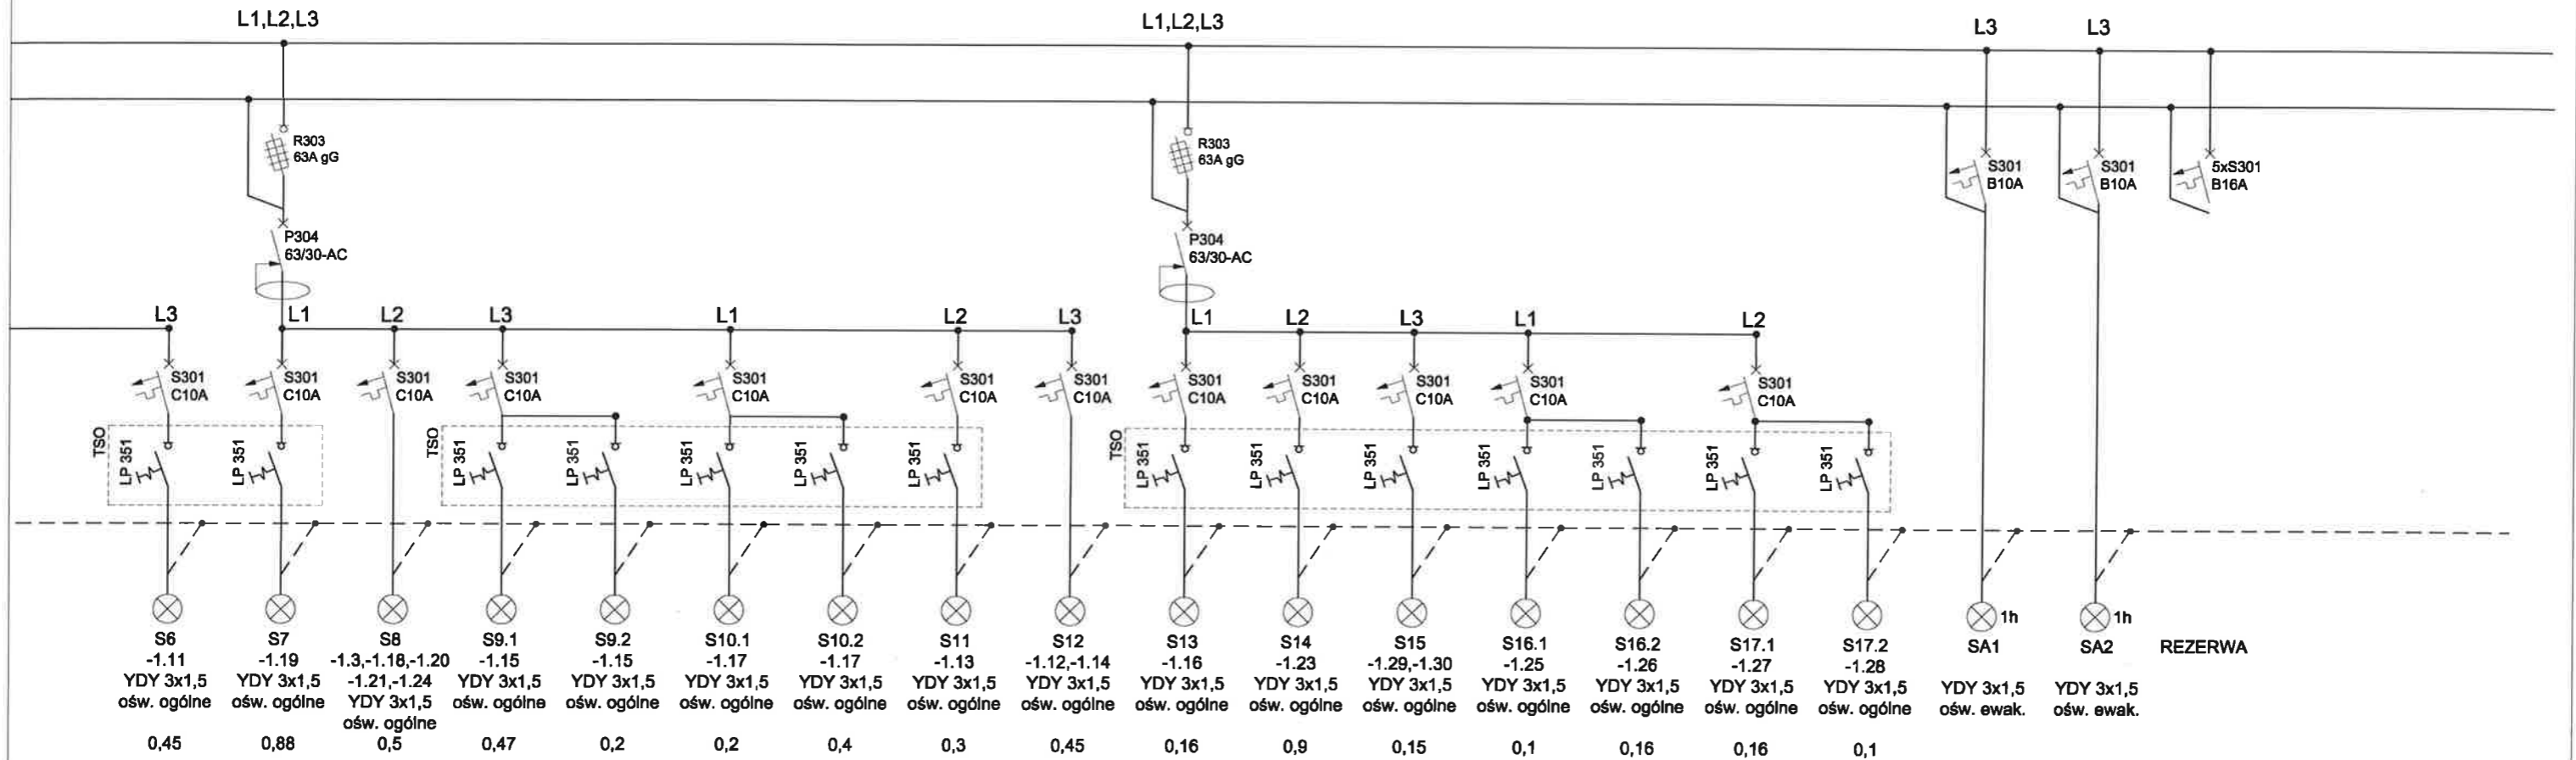 L1,L2,L3
L1,L2,L3
L3
L3
R303
63A gG
R303
63A gG
S301
B10A
S301
B10A
5xS301
B16A
P304
63/30-AC
P304
63/30-AC
L3
L1
L2
L3
L1
L2
L3
L1
L2
L3
L1
L2
S301
C10A
S301
C10A
S301
C10A
S301
C10A
S301
C10A
S301
C10A
S301
C10A
S301
C10A
S301
C10A
S301
C10A
S301
C10A
S301
C10A
TSO
LP 351
LP 351
TSO
LP 351
LP 351
LP 351
LP 351
LP 351
TSO
LP 351
LP 351
LP 351
LP 351
LP 351
LP 351
LP 351
S6
-1.11
YDY 3x1,5
ośw. ogólne
0,45
S7
-1.19
YDY 3x1,5
ośw. ogólne
0,88
S8
-1.3,-1.18,-1.20
-1.21,-1.24
YDY 3x1,5
ośw. ogólne
0,5
S9.1
-1.15
YDY 3x1,5
ośw. ogólne
0,47
S9.2
-1.15
YDY 3x1,5
ośw. ogólne
0,2
S10.1
-1.17
YDY 3x1,5
ośw. ogólne
0,2
S10.2
-1.17
YDY 3x1,5
ośw. ogólne
0,4
S11
-1.13
YDY 3x1,5
ośw. ogólne
0,3
S12
-1.12,-1.14
YDY 3x1,5
ośw. ogólne
0,45
S13
-1.16
YDY 3x1,5
ośw. ogólne
0,16
S14
-1.23
YDY 3x1,5
ośw. ogólne
0,9
S15
-1.29,-1.30
YDY 3x1,5
ośw. ogólne
0,15
S16.1
-1.25
YDY 3x1,5
ośw. ogólne
0,1
S16.2
-1.26
YDY 3x1,5
ośw. ogólne
0,16
S17.1
-1.27
YDY 3x1,5
ośw. ogólne
0,16
S17.2
-1.28
YDY 3x1,5
ośw. ogólne
0,1
1h
SA1
YDY 3x1,5
ośw. ewak.
1h
SA2
YDY 3x1,5
ośw. ewak.
REZERWA